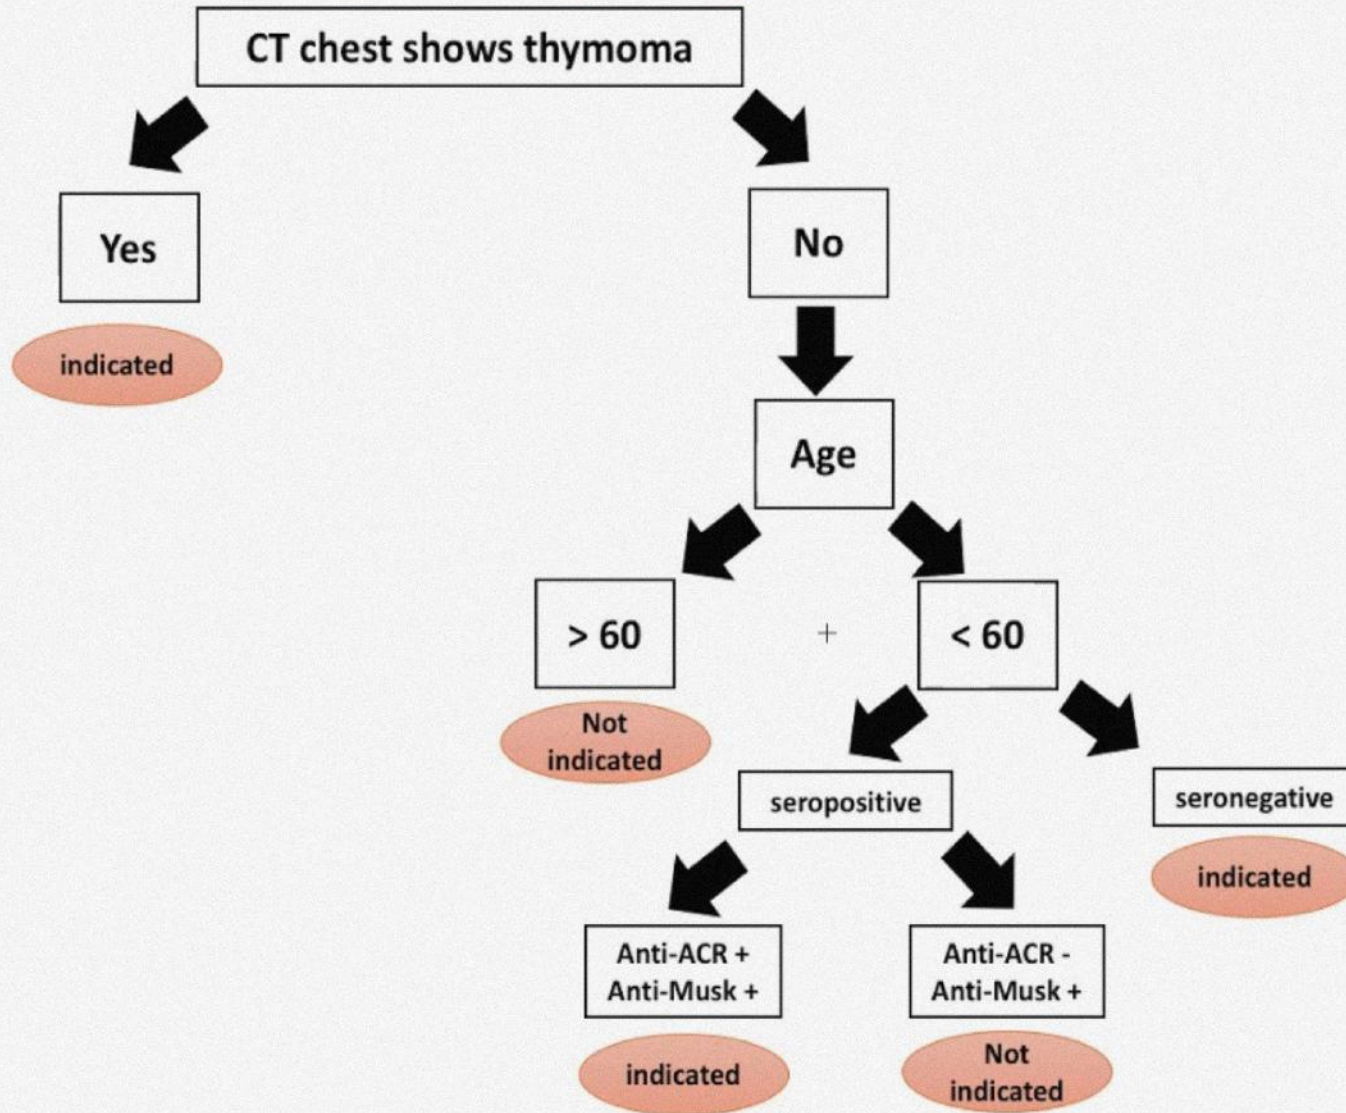 CT chest shows thymoma
Yes
No
indicated
Age
> 60
+
< 60
Not
indicated
seropositive
seronegative
indicated
Anti-ACR +
Anti-Musk +
Anti-ACR -
Anti-Musk +
indicated
Not
indicated